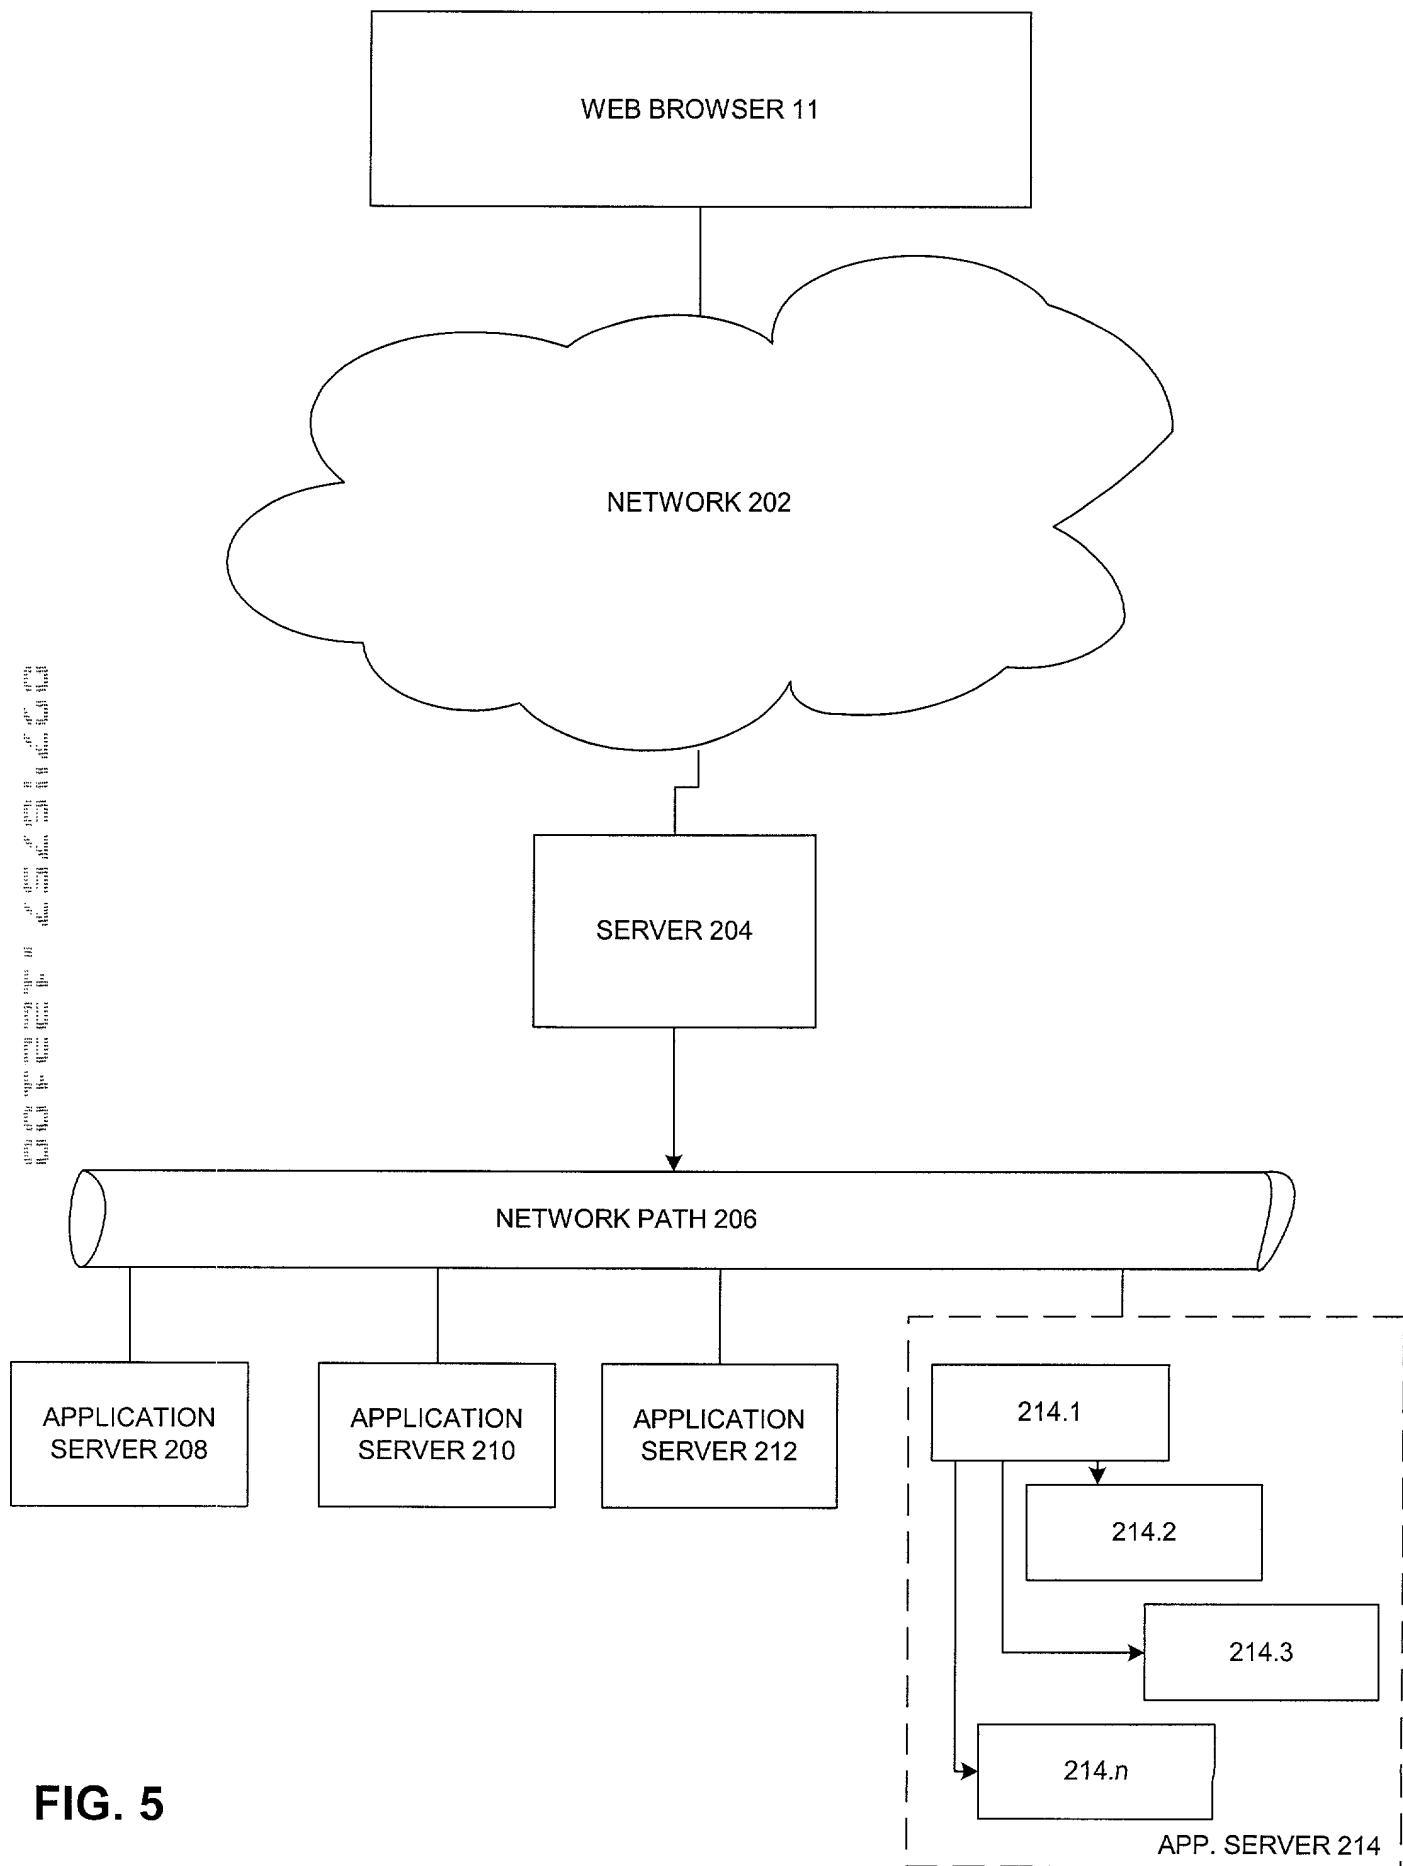 WEB BROWSER 11
NETWORK 202
SERVER 204
NETWORK PATH 206
APPLICATION
SERVER 208
APPLICATION
SERVER 210
APPLICATION
SERVER 212
214.1
214.2
214.3
214.n
APP. SERVER 214
FIG. 5